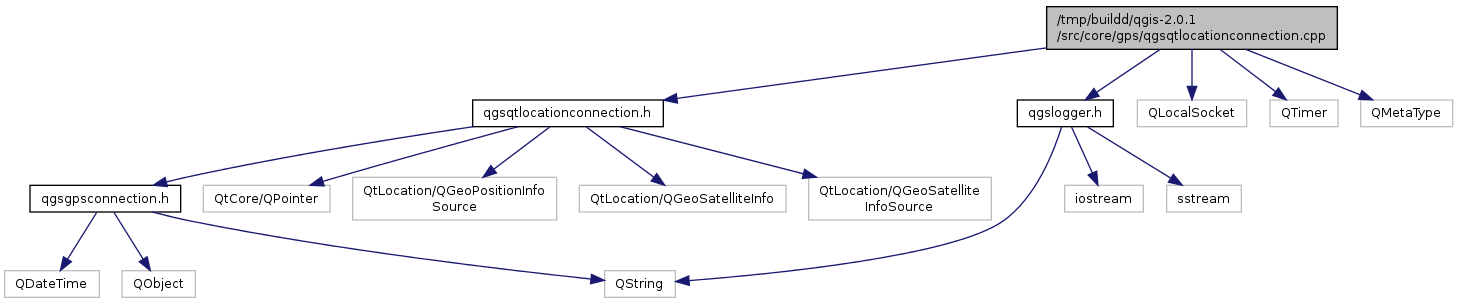 /tmp/buildd/qgis-2.0.1
/src/core/gps/qgsqtlocationconnection.cpp
qgsqtlocationconnection.h
qgslogger.h
QLocalSocket
QTimer
QMetaType
qgsgpsconnection.h
QtCore/QPointer
QtLocation/QGeoPositionInfo
Source
QtLocation/QGeoSatelliteInfo
QtLocation/QGeoSatellite
InfoSource
iostream
sstream
QDateTime
QObject
QString